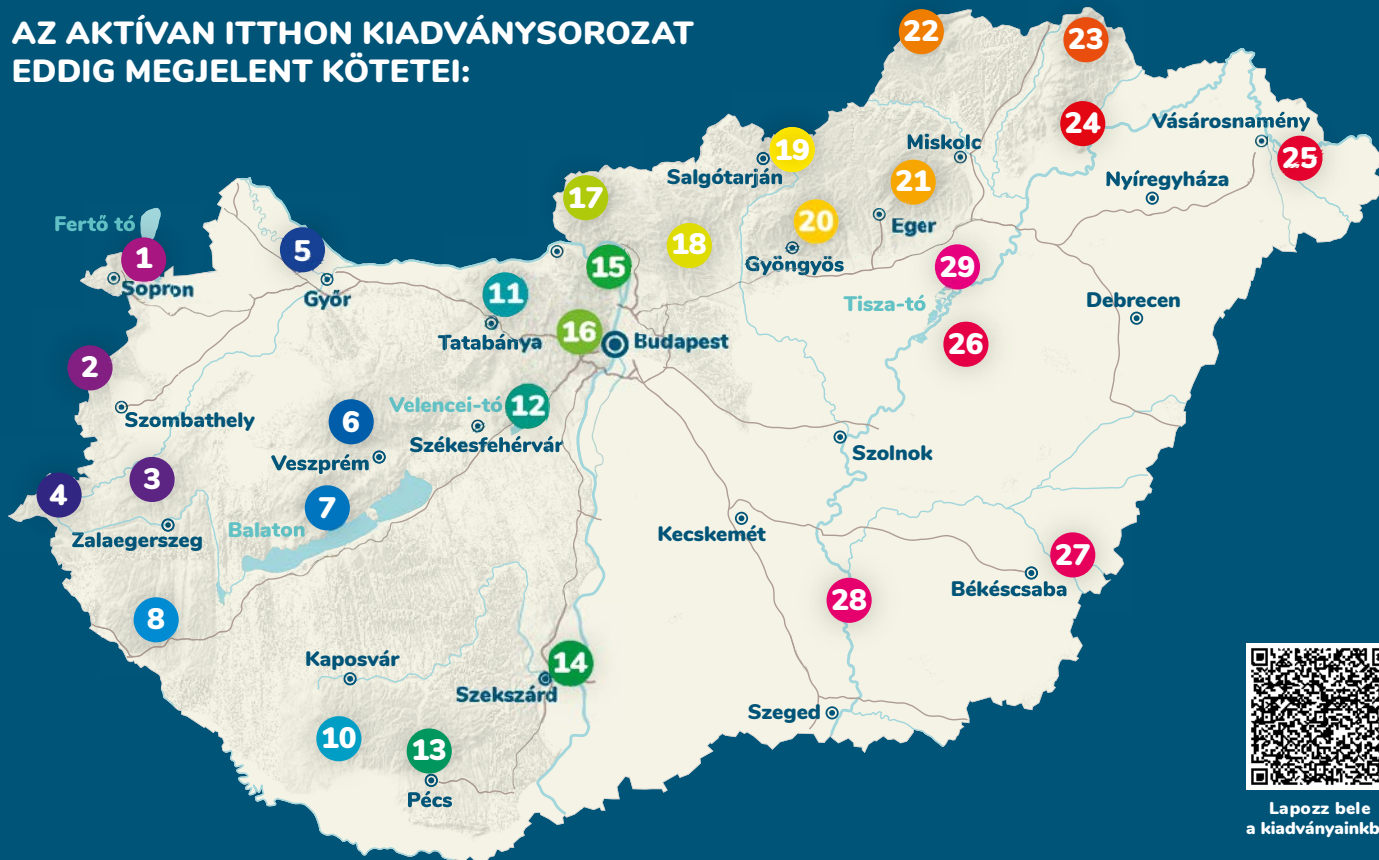 AZ AKTÍVAN ITTHON KIADVÁNYSOROZAT
EDDIG MEGJELENT KÖTETEI:
22
23
24
Vásárosnamény
25
19
Miskolc
Salgótarján
21
Nyíregyháza
17
Fertő tó
20
Eger
18
Gyöngyös
5
1
Sopron
15
29
Győr
11
Tisza-tó
Debrecen
16
Tatabánya
Budapest
26
2
Velencei-tó
12
Szombathely
6
Székesfehérvár
Veszprém
Szolnok
3
4
7
Balaton
Zalaegerszeg
Kecskemét
27
Békéscsaba
28
8
Kaposvár
14
Szekszárd
Szeged
10
13
Pécs
Lapozz bele
a kiadványainkb